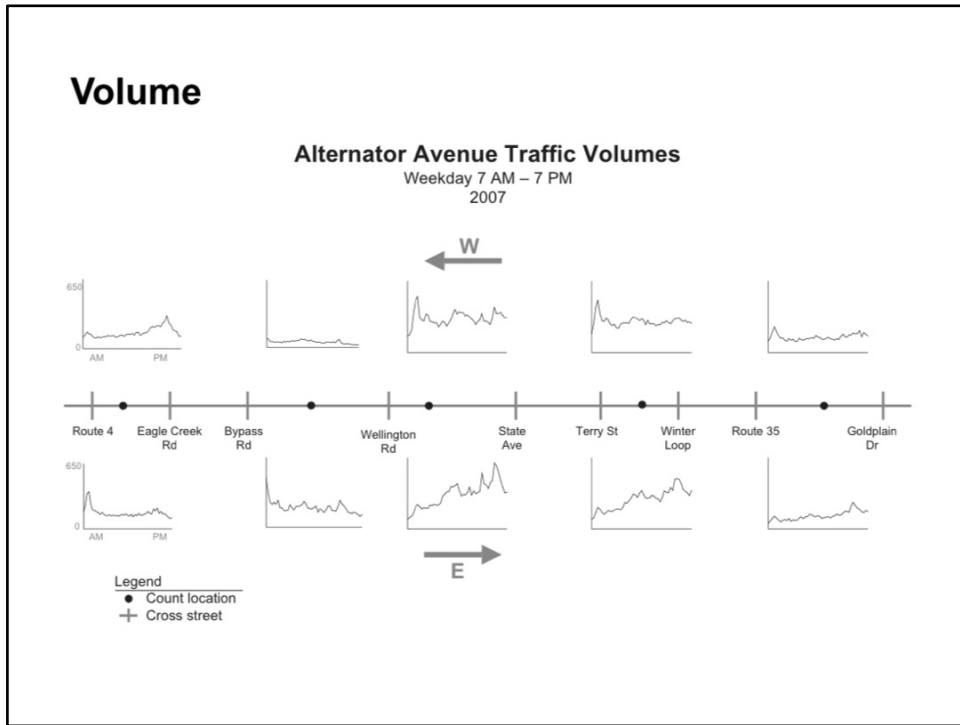 Volume
Alternator Avenue Traffic Volumes
Weekday 7 AM – 7 PM
2007
W
650
0
AM PM
Route 4
Eagle Creek
Rd
Bypass
Rd
Wellington
Rd
State
Ave
Terry St
Winter
Loop
Route 35
Goldplain
Dr
650
0
AM PM
E
Legend
Count location
Cross street